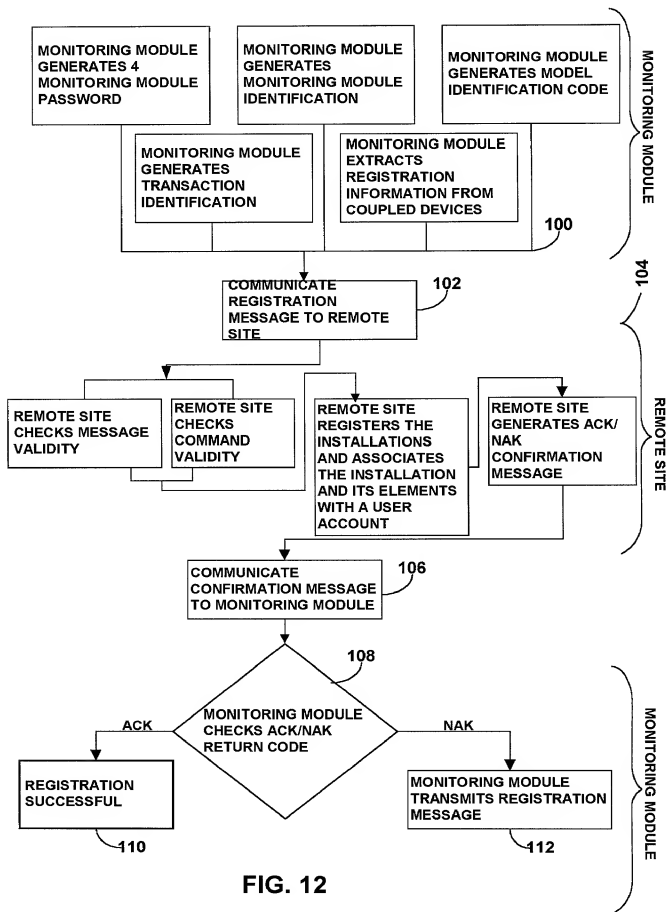 MONITORING MODULE
GENERATES 4
MONITORING MODULE
PASSWORD
MONITORING MODULE
GENERATES
MONITORING MODULE
IDENTIFICATION
MONITORING MODULE
GENERATES MODEL
IDENTIFICATION CODE
MONITORING MODULE
GENERATES
TRANSACTION
IDENTIFICATION
MONITORING MODULE
EXTRACTS
REGISTRATION
INFORMATION FROM
COUPLED DEVICES
MONITORING MODULE
100
COMMUNICATE
REGISTRATION
MESSAGE TO REMOTE
SITE
102
104
REMOTE SITE
CHECKS MESSAGE
VALIDITY
REMOTE SITE
CHECKS
COMMAND
VALIDITY
REMOTE SITE
REGISTERS THE
INSTALLATIONS
AND ASSOCIATES
THE INSTALLATION
AND ITS ELEMENTS
WITH A USER
ACCOUNT
REMOTE SITE
GENERATES ACK/
NAK
CONFIRMATION
MESSAGE
REMOTE SITE
COMMUNICATE
CONFIRMATION MESSAGE
TO MONITORING MODULE
106
108
MONITORING MODULE
CHECKS ACK/NAK
RETURN CODE
ACK
NAK
REGISTRATION
SUCCESSFUL
110
MONITORING MODULE
TRANSMITS REGISTRATION
MESSAGE
112
MONITORING MODULE
FIG. 12